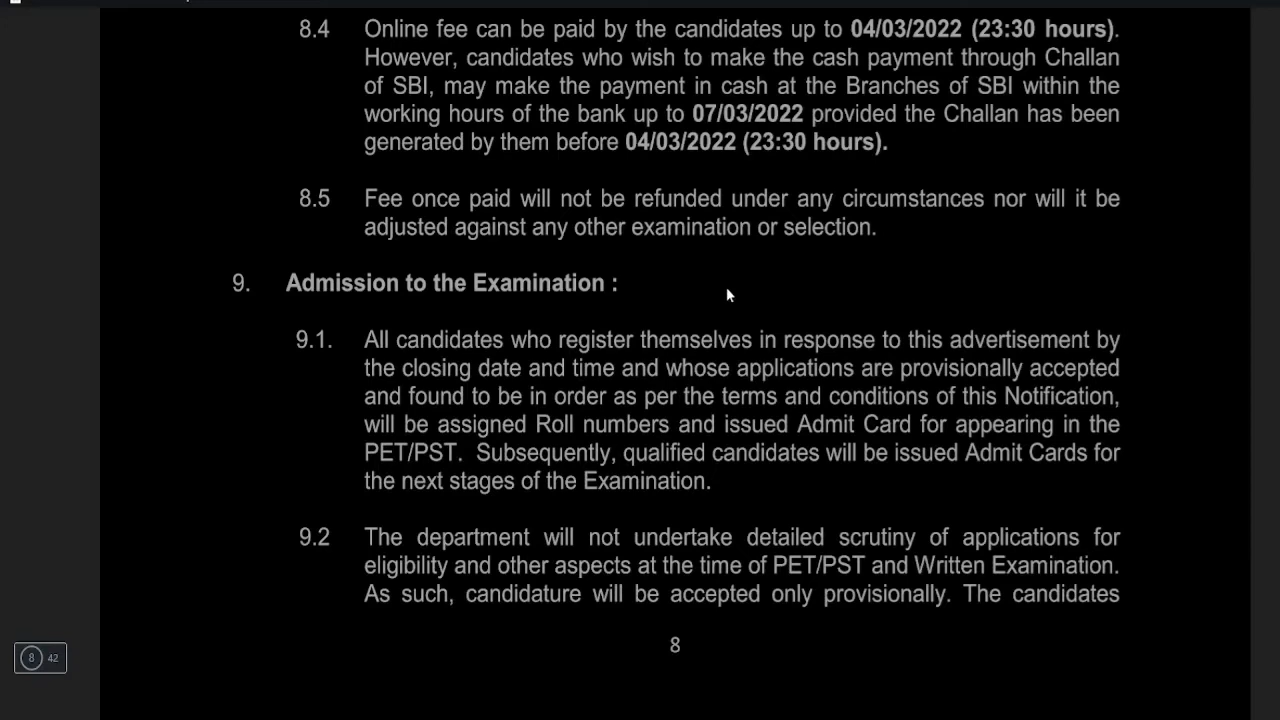 8.4 Online fee can be paid by the candidates up to 04/03/2022 (23:30 hours).
However, candidates who wish to make the cash payment through Challan
of SBI, may make the payment in cash at the Branches of SBI within the
working hours of the bank up to 07/03/2022 provided the Challan has been
generated by them before 04/03/2022 (23:30 hours).
8.5 Fee once paid will not be refunded under any circumstances nor will it be
adjusted against any other examination or selection.
9. Admission to the Examination :
9.1. All candidates who register themselves in response to this advertisement by
the closing date and time and whose applications are provisionally accepted
and found to be in order as per the terms and conditions of this Notification,
will be assigned Roll numbers and issued Admit Card for appearing in the
PET/PST. Subsequently, qualified candidates will be issued Admit Cards for
the next stages of the Examination.
9.2 The department will not undertake detailed scrutiny of applications for
eligibility and other aspects at the time of PET/PST and Written Examination.
As such, candidature will be accepted only provisionally. The candidates
8
8 42